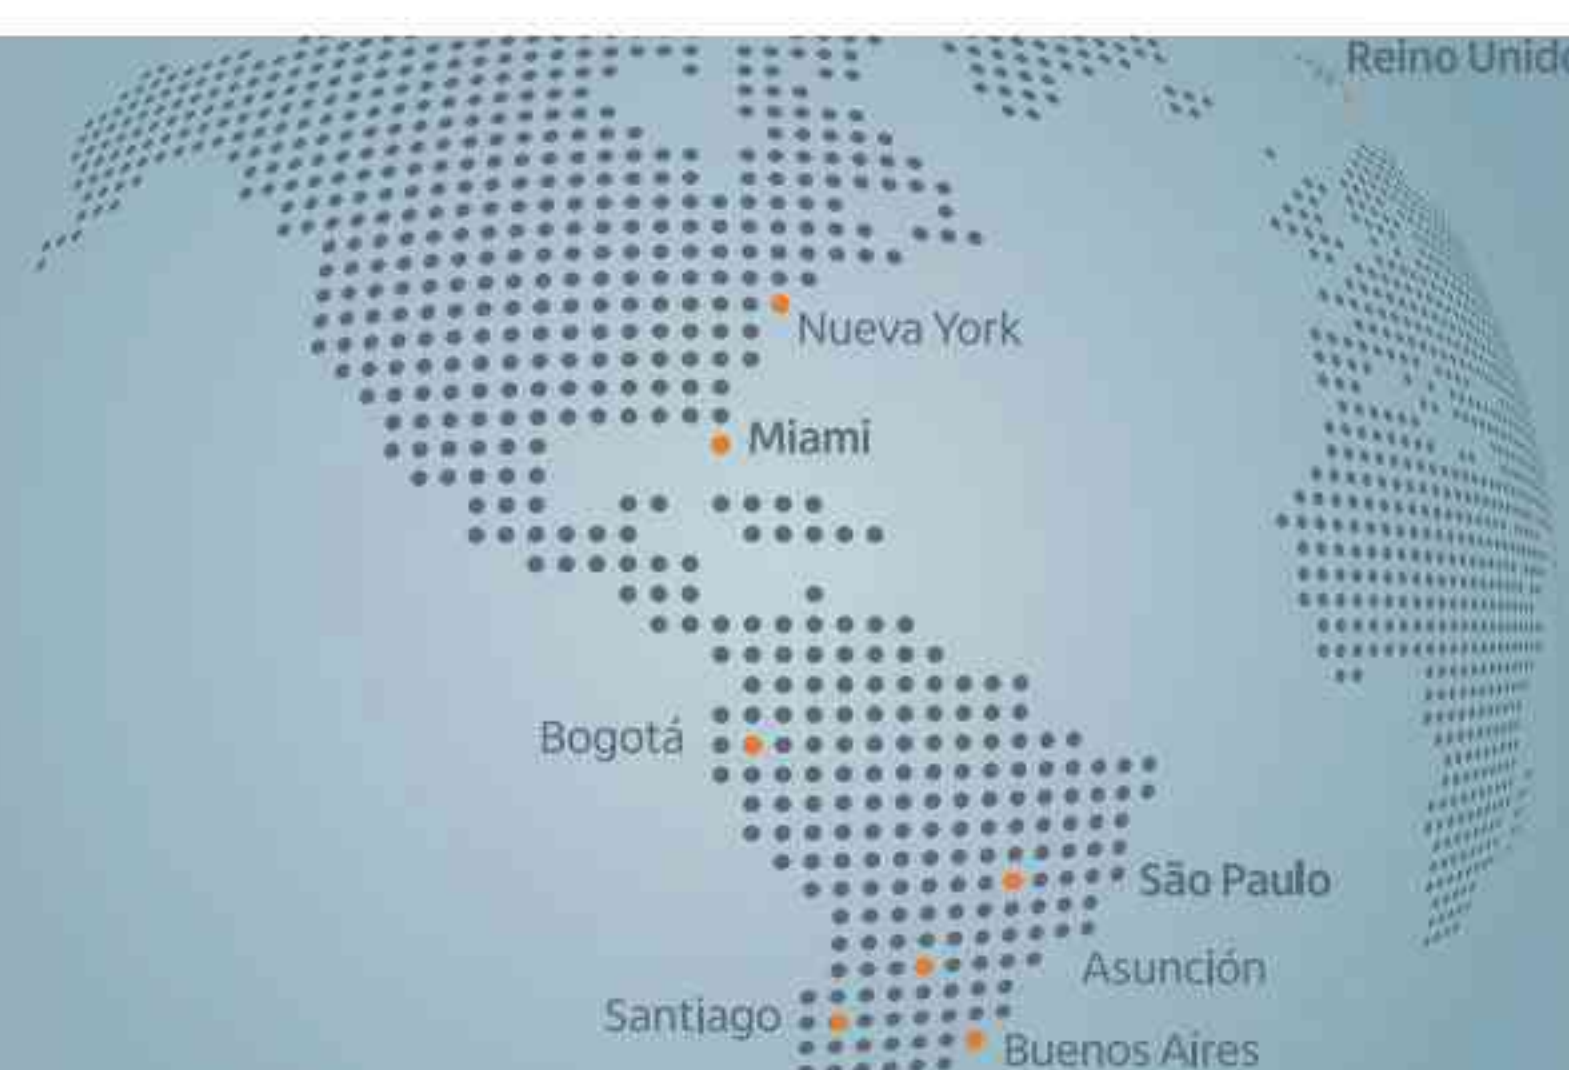 Reino Unido
Nueva York
Miami
Bogotá
São Paulo
Asunción
Santiago
Buenos Aires